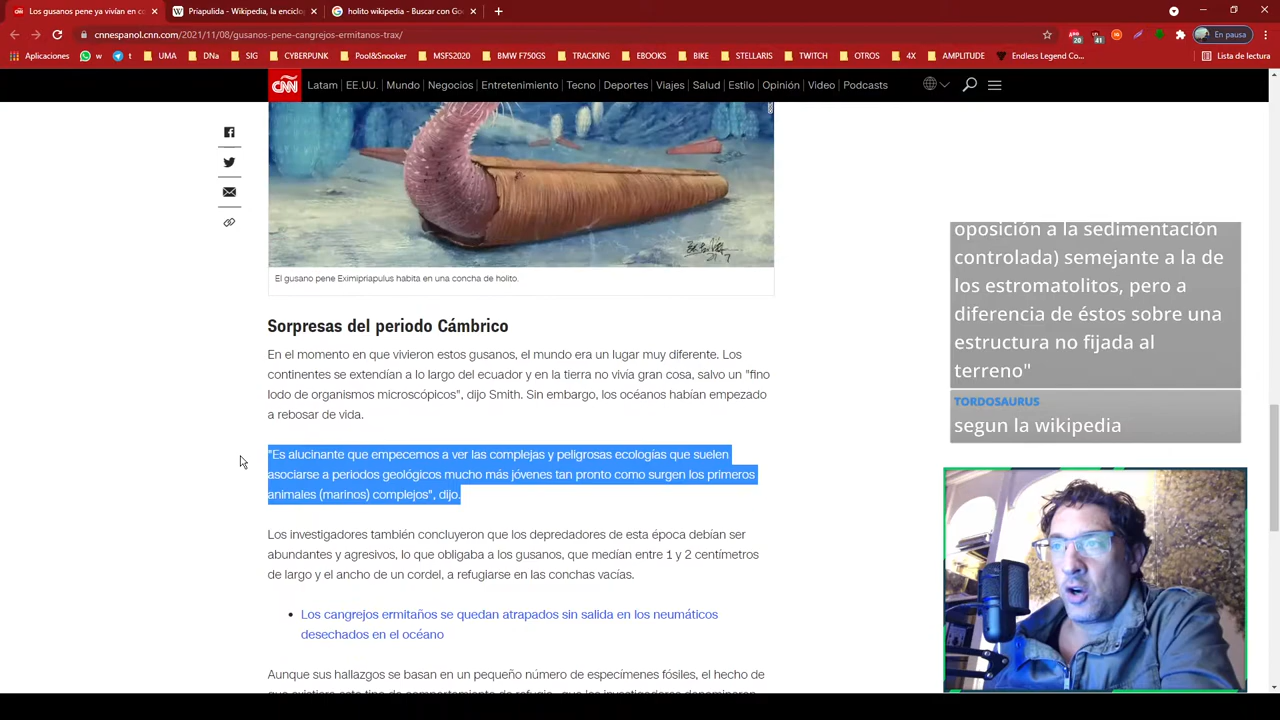 Los gusanos pene ya vivían en co
Priapulida - Wikipedia, la enciclop
holito wikipedia - Buscar con Goo
cnnespanol.cnn.com/2021/11/08/gusanos-pene-cangrejos-ermitanos-trax/
20
41
En pausa
Aplicaciones
w
t
UMA
DNa
SIG
CYBERPUNK
Pool&Snooker
MSFS2020
BMW F750GS
TRACKING
EBOOKS
BIKE
STELLARIS
TWITCH
OTROS
4X
AMPLITUDE
Endless Legend Co...
Lista de lectura
CNN
Latam
EE.UU.
Mundo
Negocios
Entretenimiento
Tecno
Deportes
Viajes
Salud
Estilo
Opinión
Video
Podcasts
El gusano pene Eximipriapulus habita en una concha de holito.
Sorpresas del periodo Cámbrico
En el momento en que vivieron estos gusanos, el mundo era un lugar muy diferente. Los
continentes se extendían a lo largo del ecuador y en la tierra no vivía gran cosa, salvo un "fino
lodo de organismos microscópicos", dijo Smith. Sin embargo, los océanos habían empezado
a rebosar de vida.
"Es alucinante que empecemos a ver las complejas y peligrosas ecologías que suelen
asociarse a periodos geológicos mucho más jóvenes tan pronto como surgen los primeros
animales (marinos) complejos", dijo.
Los investigadores también concluyeron que los depredadores de esta época debían ser
abundantes y agresivos, lo que obligaba a los gusanos, que medían entre 1 y 2 centímetros
de largo y el ancho de un cordel, a refugiarse en las conchas vacías.
Los cangrejos ermitaños se quedan atrapados sin salida en los neumáticos
desechados en el océano
Aunque sus hallazgos se basan en un pequeño número de especímenes fósiles, el hecho de
oposición a la sedimentación
controlada) semejante a la de
los estromatolitos, pero a
diferencia de éstos sobre una
estructura no fijada al
terreno"
TORDOSAURUS
segun la wikipedia